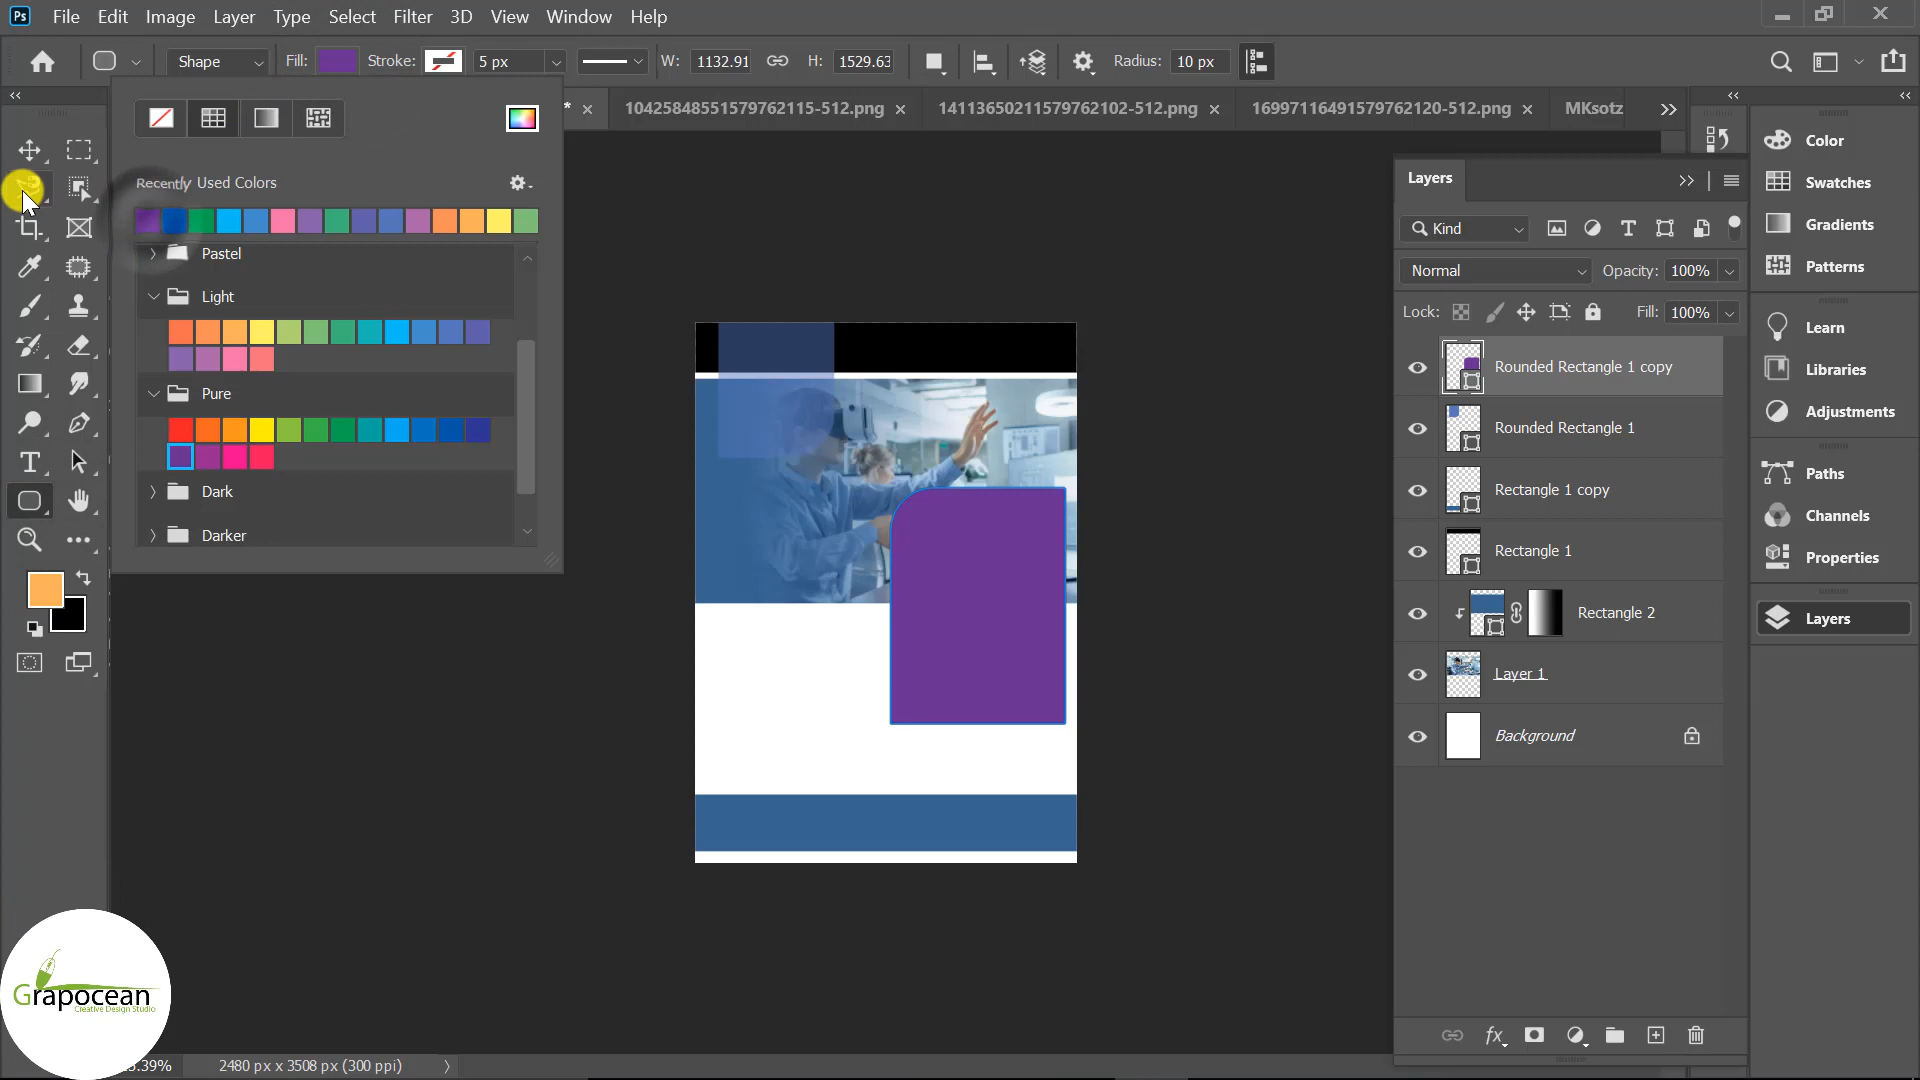 Ps File Edit Image Layer Type Select Filter 3D View Window Help
Shape Fill: Stroke: 5 px W: 1132.91 H: 1529.63 Radius: 10 px
* 10425848551579762115-512.png 14113650211579762102-512.png 16997116491579762120-512.png MKsotz
Recently Used Colors
Pastel
Light
Pure
Dark
Darker
Layers
Kind
Normal Opacity: 100%
Lock: Fill: 100%
Rounded Rectangle 1 copy
Rounded Rectangle 1
Rectangle 1 copy
Rectangle 1
Rectangle 2
Layer 1
Background
fx
Color
Swatches
Gradients
Patterns
Learn
Libraries
Adjustments
Paths
Channels
Properties
Layers
Grapocean
Creative Design Studio
2480 px x 3508 px (300 ppi)